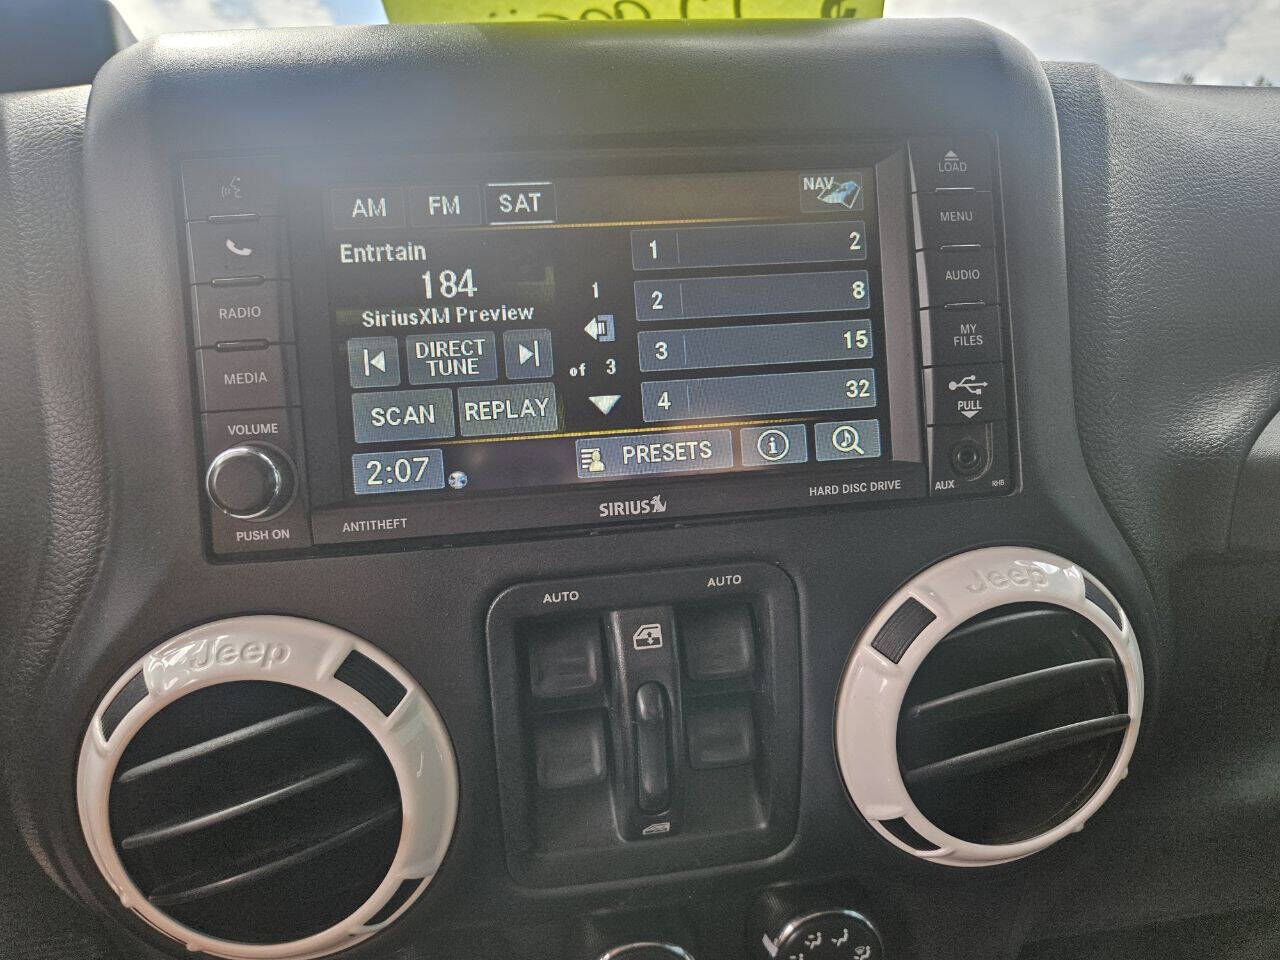 LOAD
AM FM SAT NAV
MENU
Entrtain
184
SiriusXM Preview
1
of 3
1 2
2 8
3 15
4 32
AUDIO
RADIO
DIRECT
TUNE
MY
FILES
MEDIA
SCAN REPLAY
PULL
VOLUME
2:07
PRESETS
i
AUX
RHB
PUSH ON
ANTITHEFT
SIRIUS
HARD DISC DRIVE
AUTO
AUTO
Jeep
Jeep